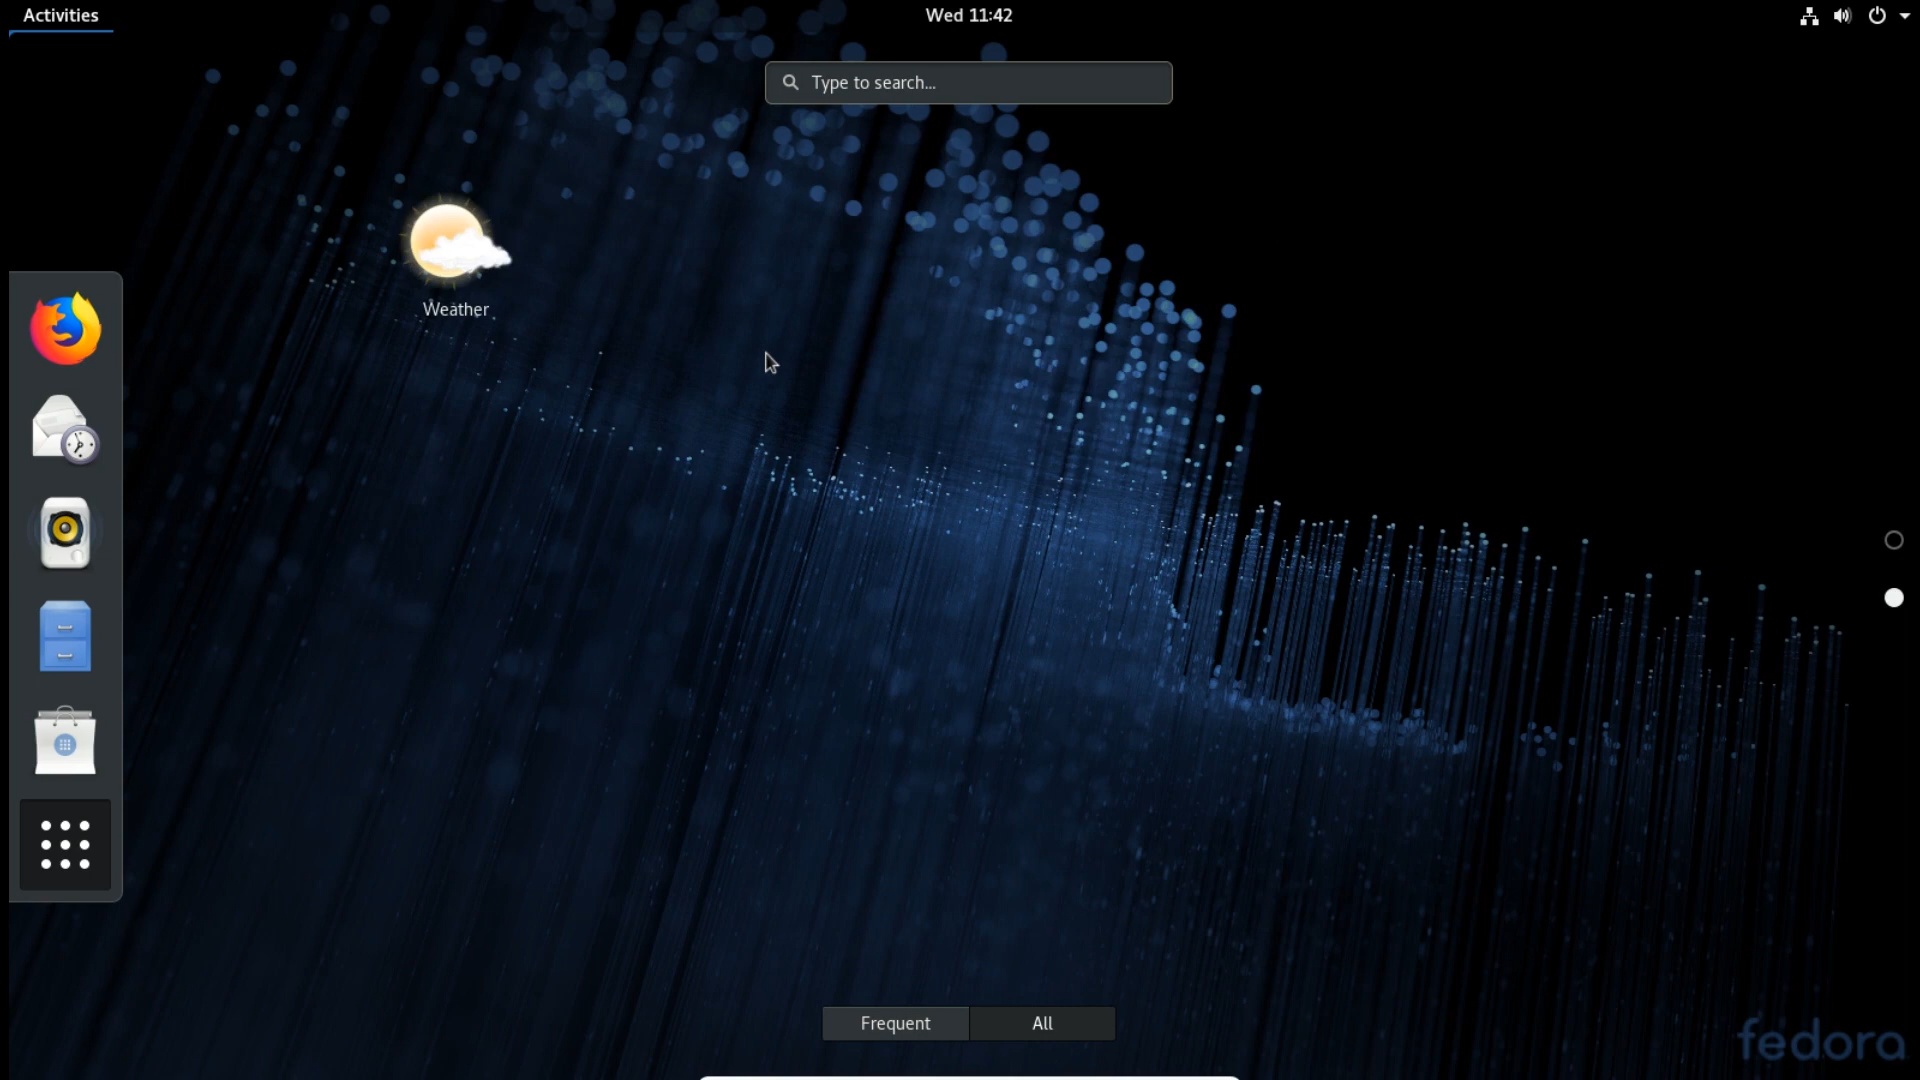 Activities
Wed 11:42
Type to search...
Weather
Frequent
All
fedora